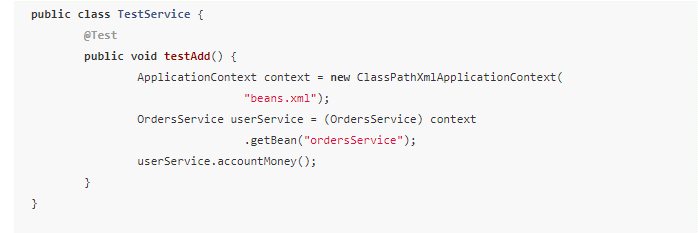 public class TestService {
@Test
public void testAdd() {
ApplicationContext context = new ClassPathXmlApplicationContext(
"beans.xml");
OrdersService userService = (OrdersService) context
.getBean("ordersService");
userService.accountMoney();
}
}